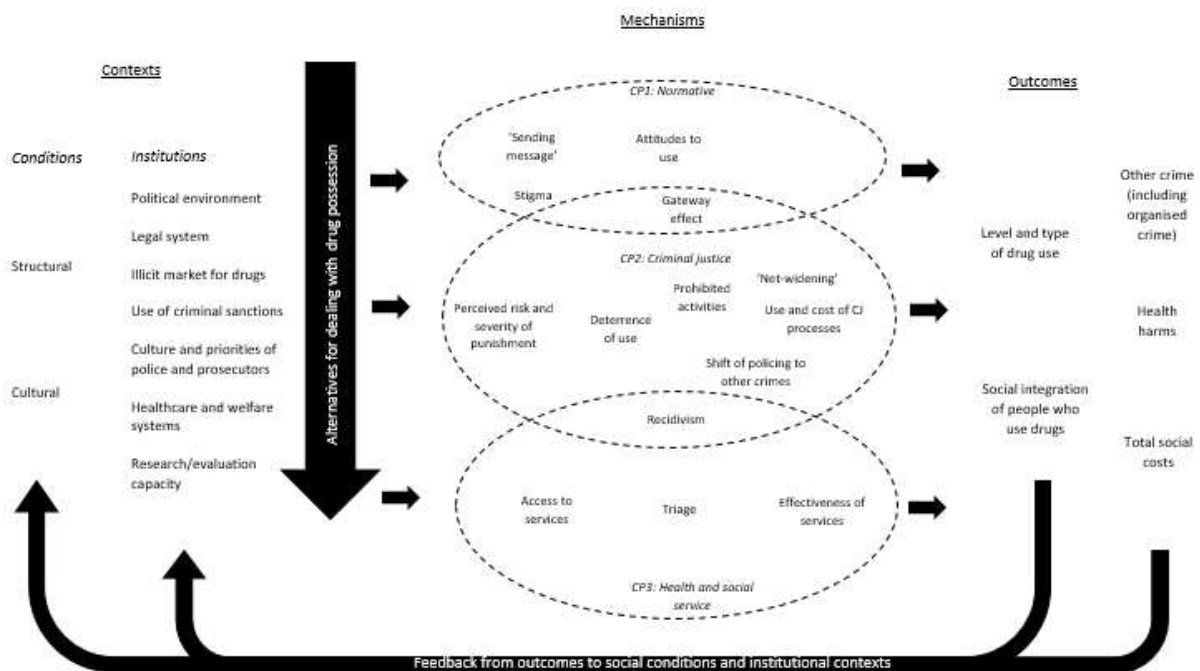 Mechanisms
Contexts
Outcomes
Conditions
Structural
Cultural
Institutions
Political environment
Legal system
Illicit market for drugs
Use of criminal sanctions
Culture and priorities of
police and prosecutors
Healthcare and welfare
systems
Research/evaluation
capacity
Alternatives for dealing with drug possession
CP1: Normative
'Sending
message'
Attitudes to
use
Stigma
Gateway
effect
CP2: Criminal justice
'Net-widening'
Prohibited
activities
Perceived risk and
severity of
punishment
Deterrence
of use
Use and cost of CJ
processes
Shift of policing to
other crimes
Recidivism
Access to
services
Triage
Effectiveness of
services
CP3: Health and social
service
Level and type
of drug use
Social integration
of people who
use drugs
Other crime
(including
organised
crime)
Health
harms
Total social
costs
Feedback from outcomes to social conditions and institutional contexts